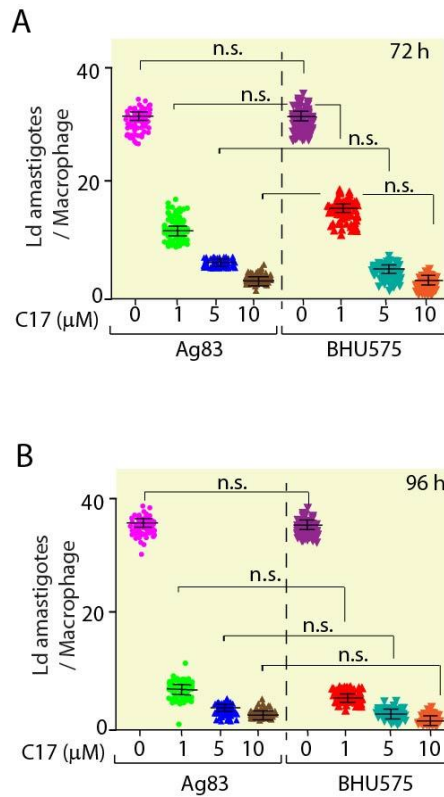 A
72 h
n.s.
n.s.
n.s.
n.s.
40
20
0
Ld amastigotes
/ Macrophage
C17 (μM) 0 1 5 10 0 1 5 10
Ag83 BHU575
B
96 h
n.s.
n.s.
n.s.
n.s.
40
20
0
Ld amastigotes
/ Macrophage
C17 (μM) 0 1 5 10 0 1 5 10
Ag83 BHU575